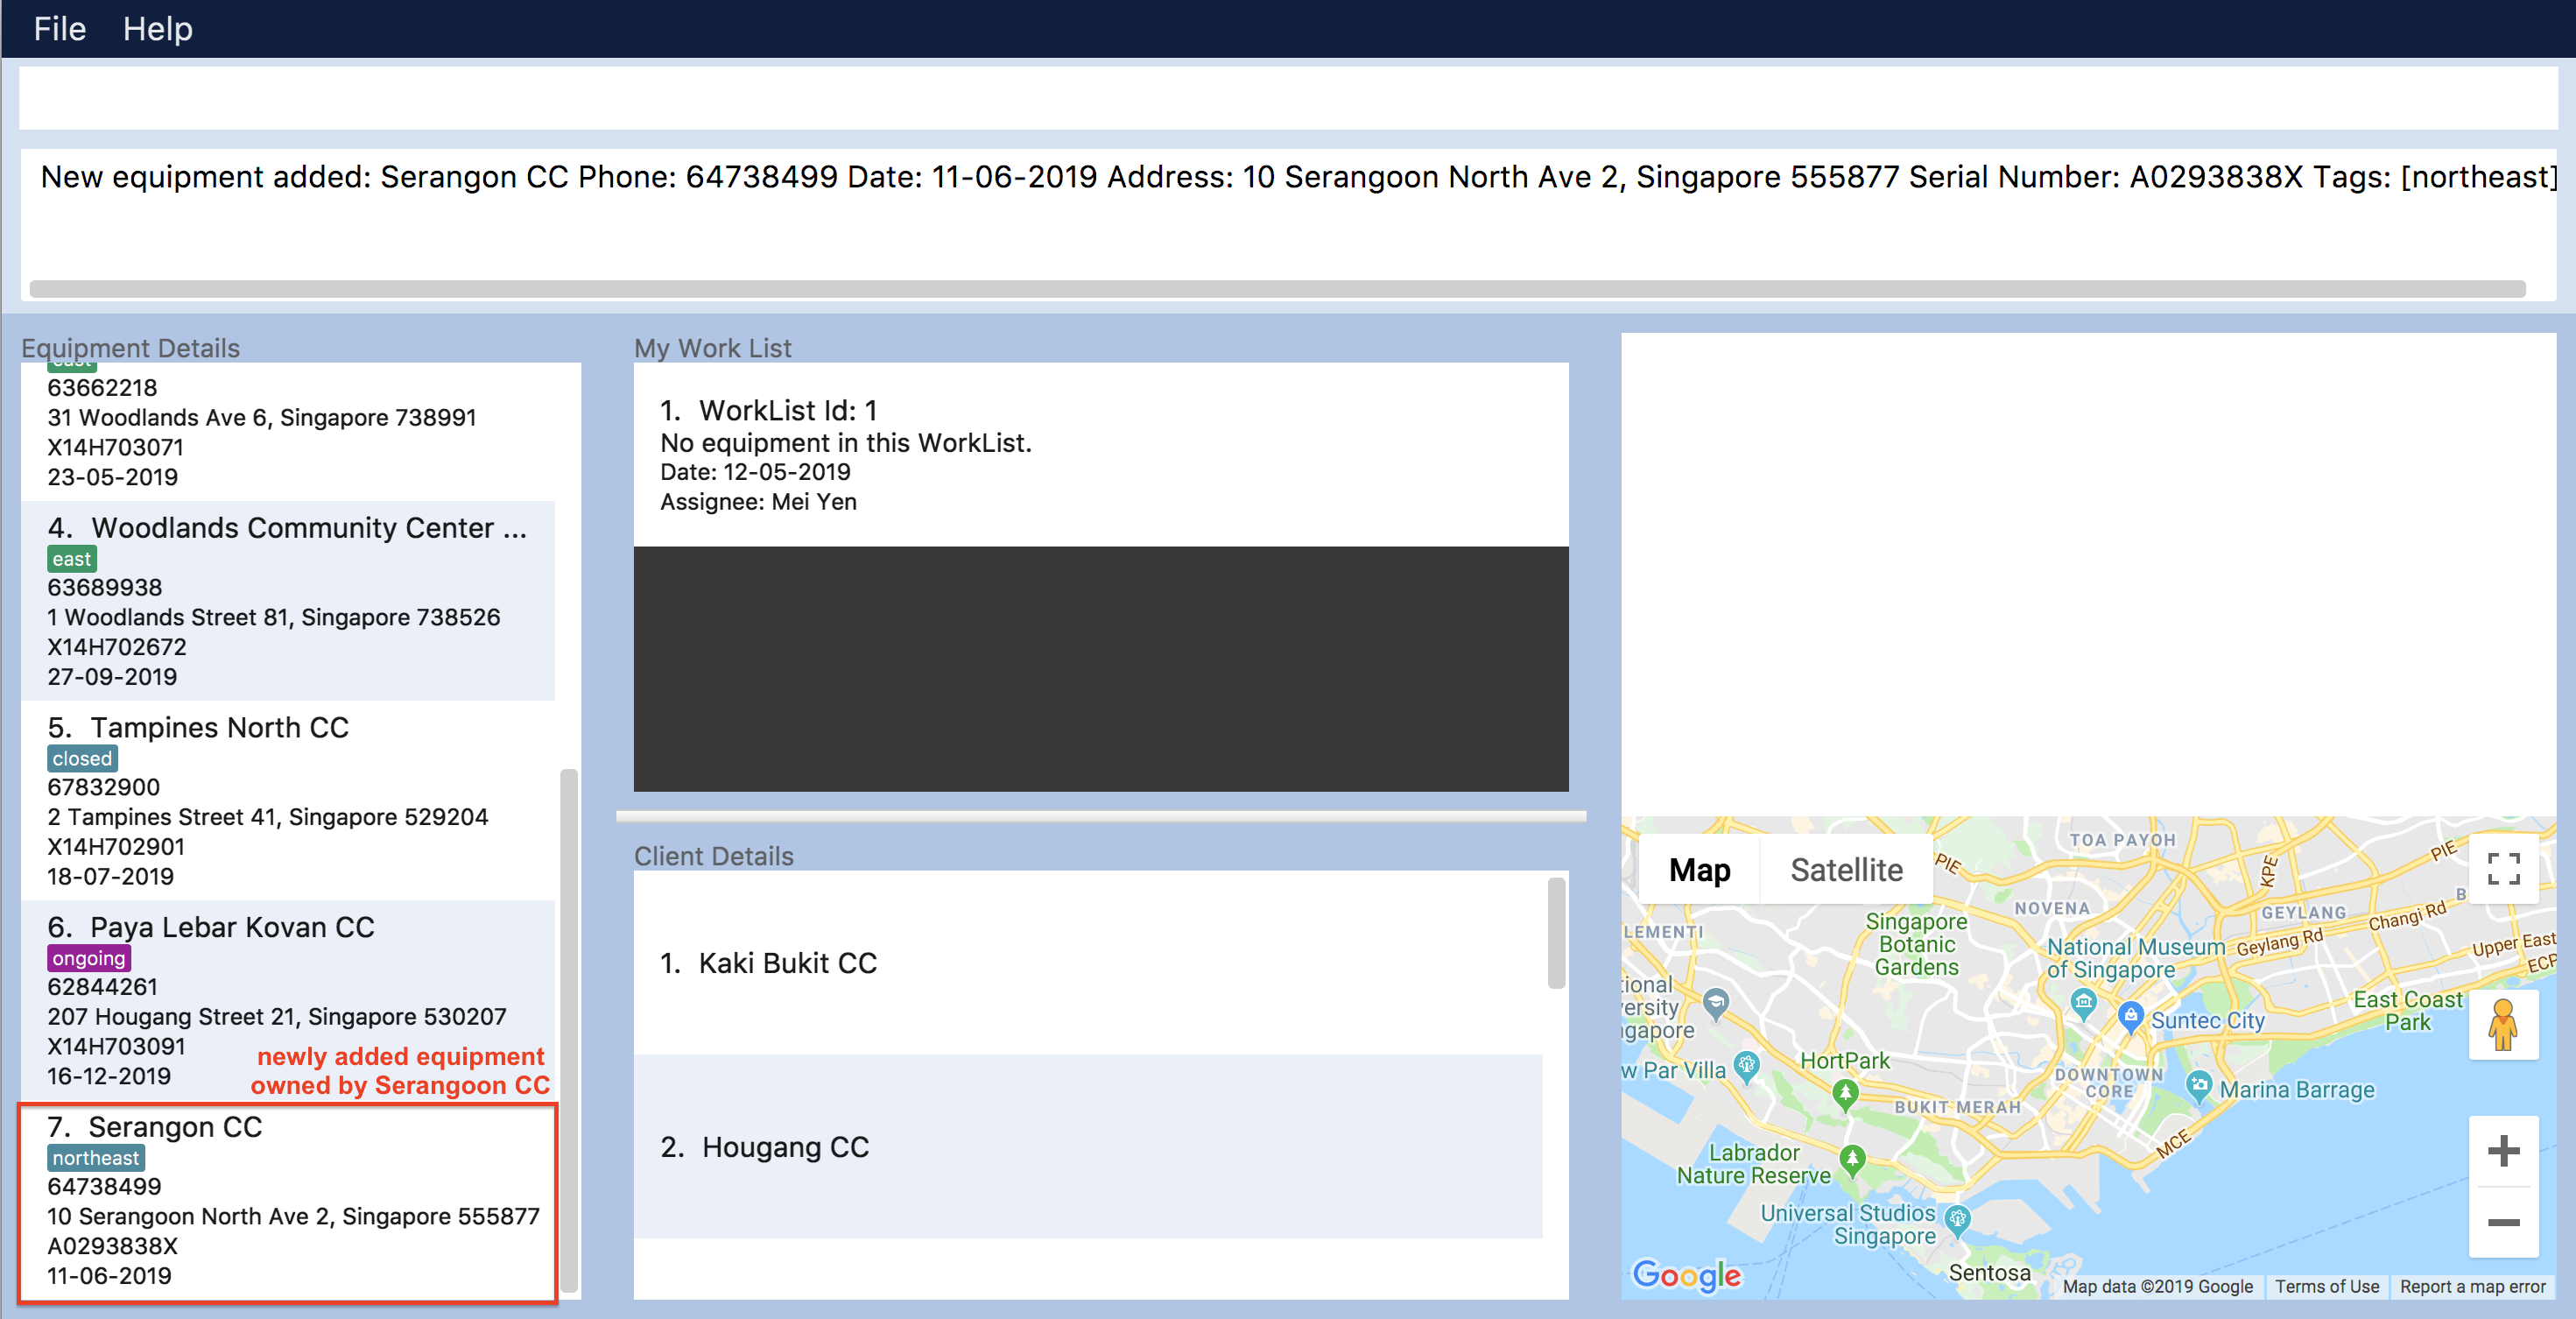 File Help
New equipment added: Serangon CC Phone: 64738499 Date: 11-06-2019 Address: 10 Serangoon North Ave 2, Singapore 555877 Serial Number: A0293838X Tags: [northeast]
Equipment Details
east
63662218
31 Woodlands Ave 6, Singapore 738991
X14H703071
23-05-2019
4. Woodlands Community Center ...
east
63689938
1 Woodlands Street 81, Singapore 738526
X14H702672
27-09-2019
5. Tampines North CC
closed
67832900
2 Tampines Street 41, Singapore 529204
X14H702901
18-07-2019
6. Paya Lebar Kovan CC
ongoing
62844261
207 Hougang Street 21, Singapore 530207
X14H703091
16-12-2019
newly added equipment
owned by Serangoon CC
7. Serangon CC
northeast
64738499
10 Serangoon North Ave 2, Singapore 555877
A0293838X
11-06-2019
My Work List
1. WorkList Id: 1
No equipment in this WorkList.
Date: 12-05-2019
Assignee: Mei Yen
Client Details
1. Kaki Bukit CC
2. Hougang CC
Map Satellite
PIE
TOA PAYOH
KPE
PIE
B
NOVENA
GEYLANG
Changi Rd
LEMENTI
Singapore
Botanic
Gardens
National Museum
of Singapore
Geylang Rd
Upper East
ECP
ional
ersity
gapore
Suntec City
East Coast
Park
w Par Villa
HortPark
DOWNTOWN
CORE
Marina Barrage
BUKIT MERAH
MCE
Labrador
Nature Reserve
Universal Studios
Singapore
Sentosa
Google
Map data ©2019 Google Terms of Use Report a map error